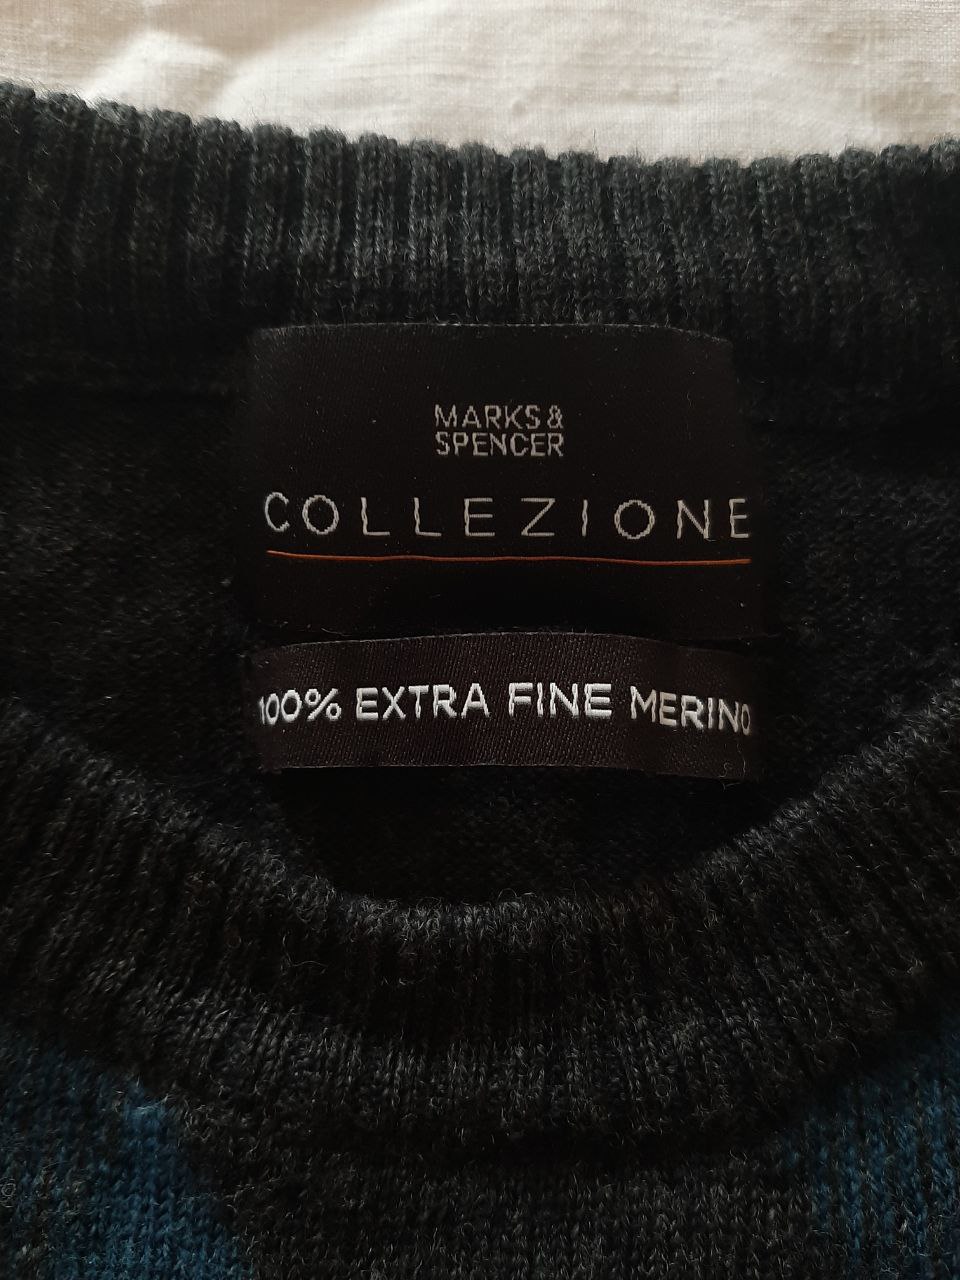 MARKS &
SPENCER
COLLEZIONE
100% EXTRA FINE MERINO